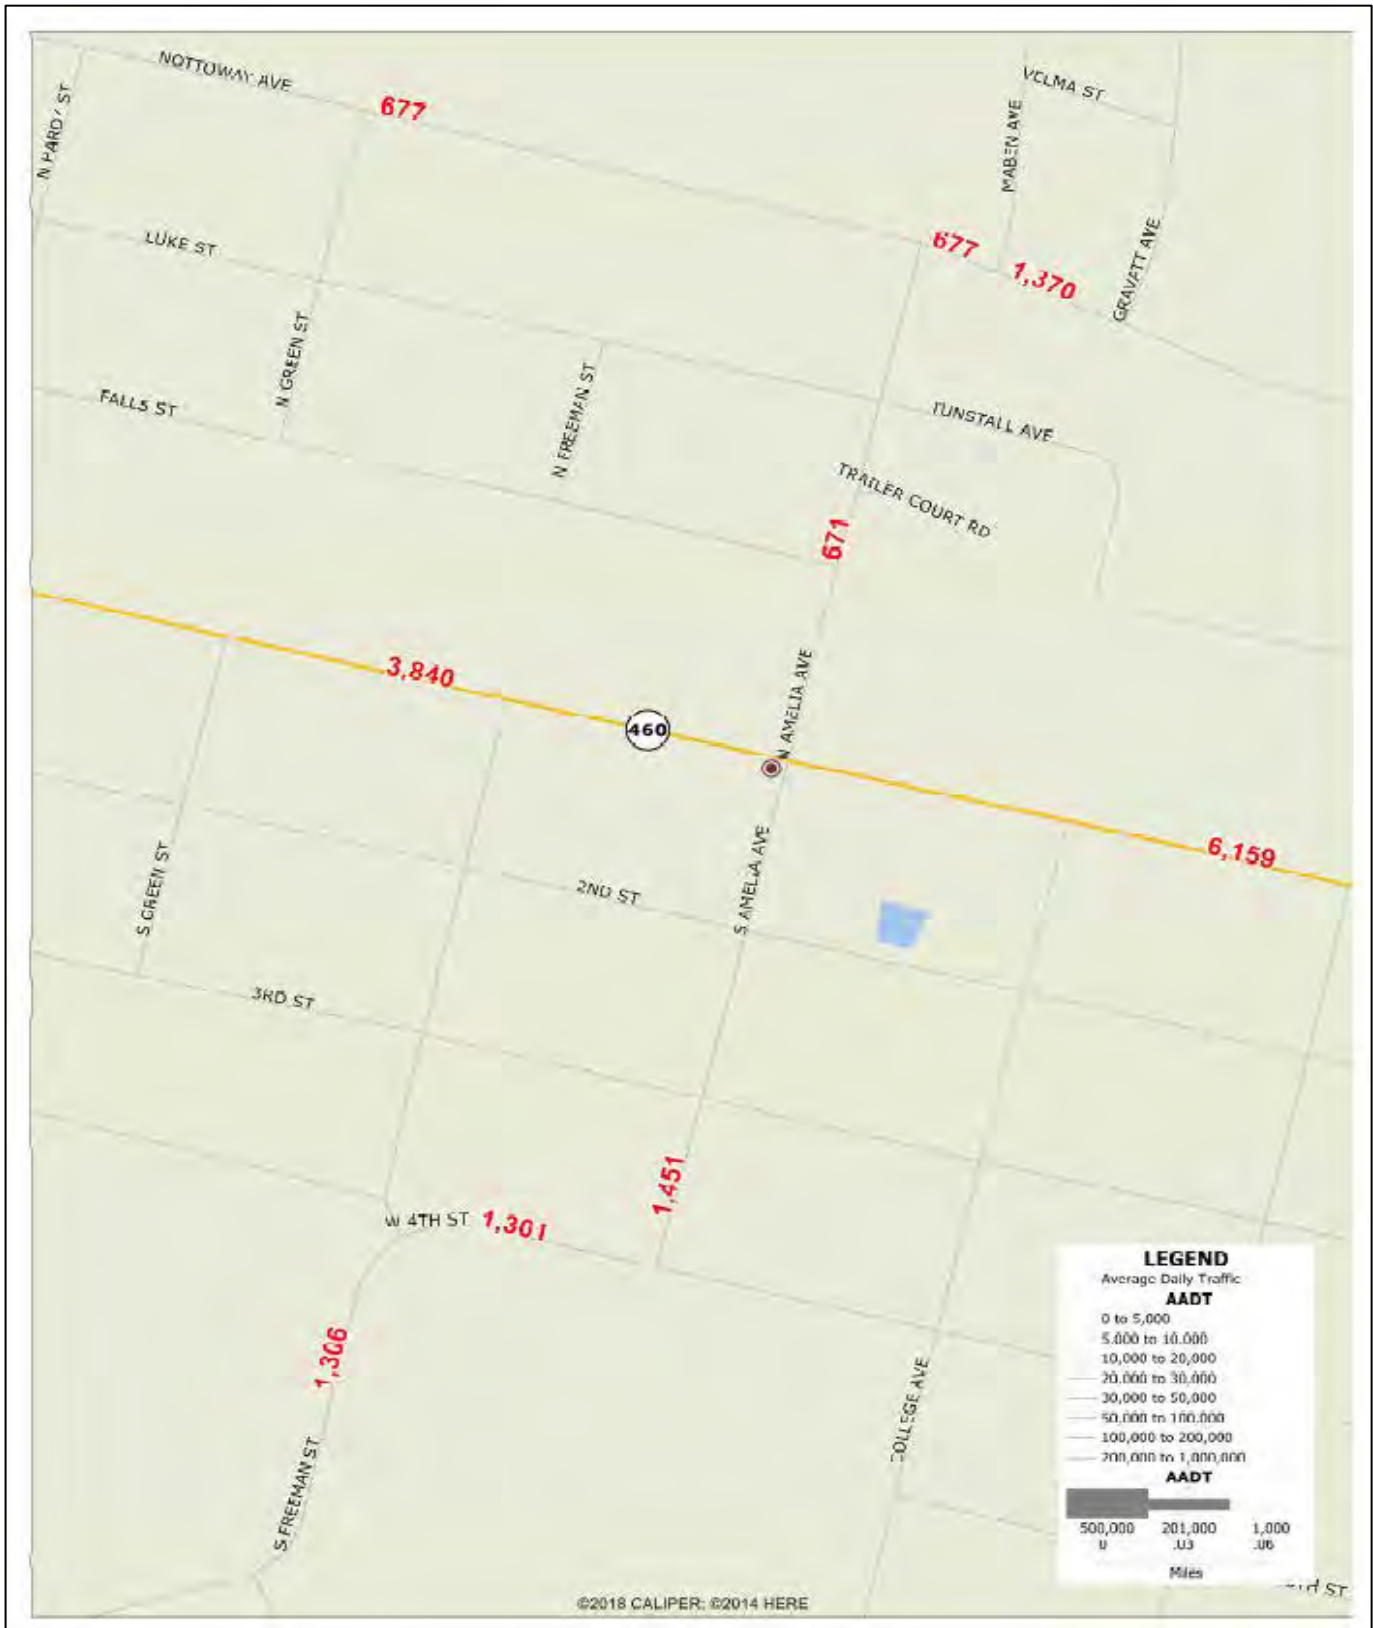 NOTTOWAY AVE
677
VELMA ST
N HARDY ST
MABEN AVE
LUKE ST
677
1,370
GRAVATT AVE
N GREEN ST
N FREEMAN ST
FALLS ST
TUNSTALL AVE
TRAILER COURT RD
671
3,840
N AMELIA AVE
460
6,159
S GREEN ST
2ND ST
S AMELIA AVE
3RD ST
1,451
W 4TH ST
1,301
1,306
COLLEGE AVE
S FREEMAN ST
LEGEND
Average Daily Traffic
AADT
0 to 5,000
5,000 to 10,000
10,000 to 20,000
20,000 to 30,000
30,000 to 50,000
50,000 to 100,000
100,000 to 200,000
200,000 to 1,000,000
AADT
500,000 201,000 1,000
0 .03 .06
Miles
ST
©2018 CALIPER; ©2014 HERE